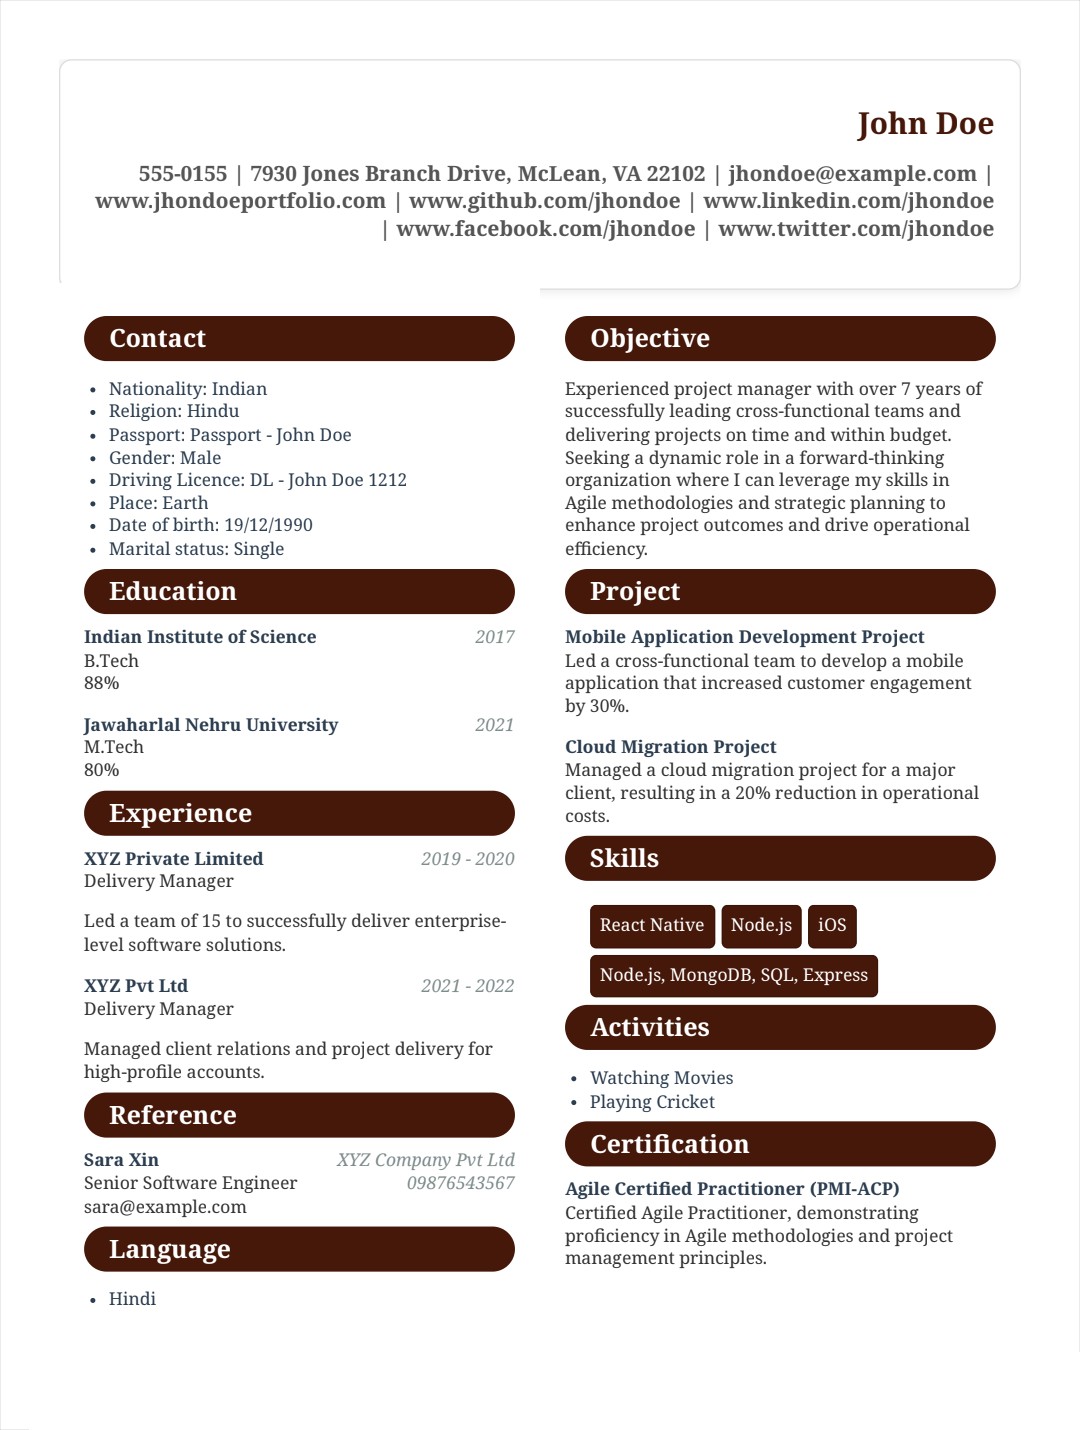 John Doe
555-0155 | 7930 Jones Branch Drive, McLean, VA 22102 | jhondoe@example.com |
www.jhondoeportfolio.com | www.github.com/jhondoe | www.linkedin.com/jhondoe
| www.facebook.com/jhondoe | www.twitter.com/jhondoe
Contact
• Nationality: Indian
• Religion: Hindu
• Passport: Passport - John Doe
• Gender: Male
• Driving Licence: DL - John Doe 1212
• Place: Earth
• Date of birth: 19/12/1990
• Marital status: Single
Education
Indian Institute of Science 2017
B.Tech
88%
Jawaharlal Nehru University 2021
M.Tech
80%
Experience
XYZ Private Limited 2019 - 2020
Delivery Manager
Led a team of 15 to successfully deliver enterprise-
level software solutions.
XYZ Pvt Ltd 2021 - 2022
Delivery Manager
Managed client relations and project delivery for
high-profile accounts.
Reference
Sara Xin XYZ Company Pvt Ltd
Senior Software Engineer 09876543567
sara@example.com
Language
• Hindi
Objective
Experienced project manager with over 7 years of
successfully leading cross-functional teams and
delivering projects on time and within budget.
Seeking a dynamic role in a forward-thinking
organization where I can leverage my skills in
Agile methodologies and strategic planning to
enhance project outcomes and drive operational
efficiency.
Project
Mobile Application Development Project
Led a cross-functional team to develop a mobile
application that increased customer engagement
by 30%.
Cloud Migration Project
Managed a cloud migration project for a major
client, resulting in a 20% reduction in operational
costs.
Skills
React Native Node.js iOS
Node.js, MongoDB, SQL, Express
Activities
• Watching Movies
• Playing Cricket
Certification
Agile Certified Practitioner (PMI-ACP)
Certified Agile Practitioner, demonstrating
proficiency in Agile methodologies and project
management principles.